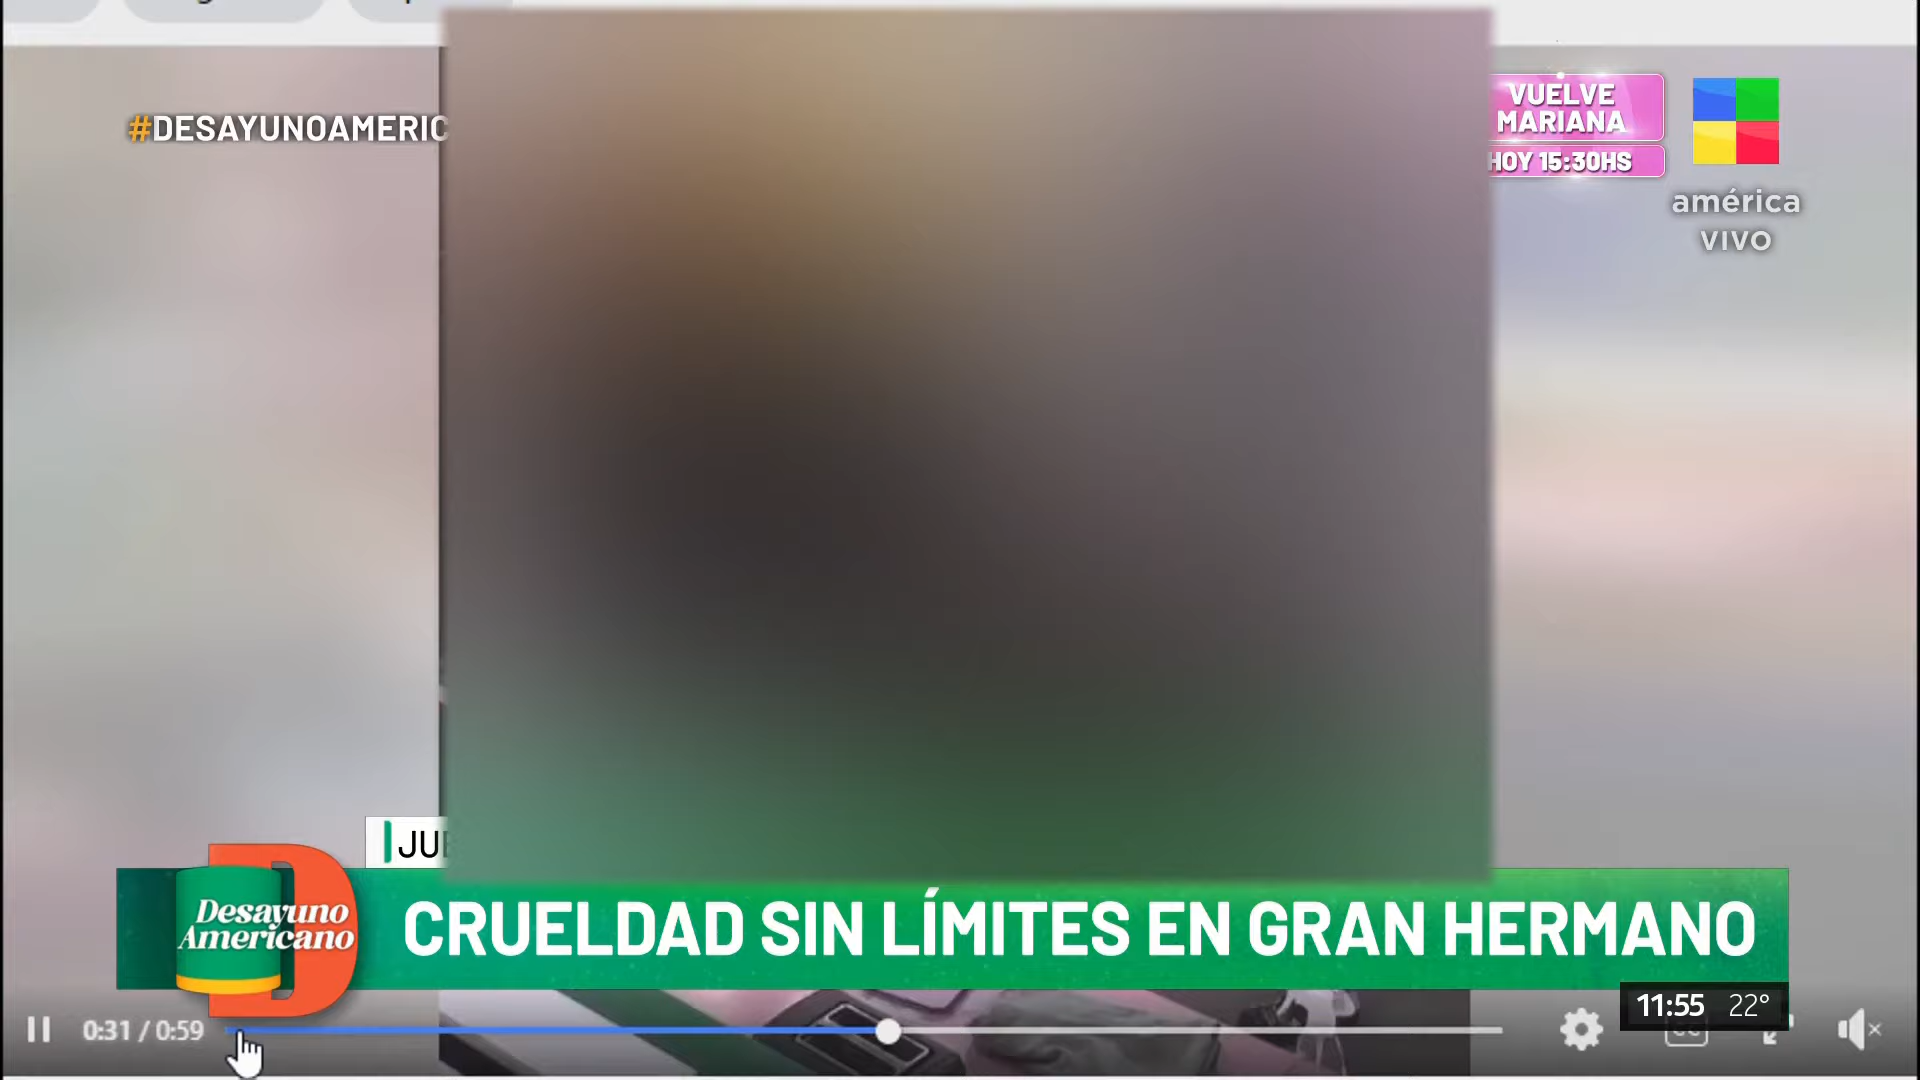 #DESAYUNOAMERIC
VUELVE
MARIANA
HOY 15:30HS
américa
VIVO
Desayuno
Americano
CRUELDAD SIN LÍMITES EN GRAN HERMANO
11:55 22°
0:31 / 0:59